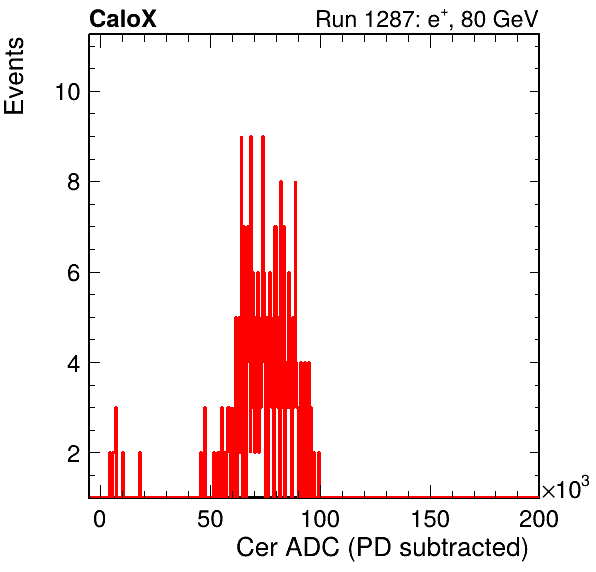 CaloX Run 1287: e⁺, 80 GeV
Events
10
8
6
4
2
0 50 100 150 200
×10³
Cer ADC (PD subtracted)